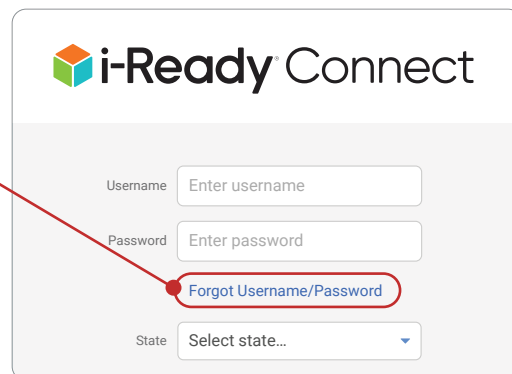 i-Ready® Connect
Username Enter username
Password Enter password
Forgot Username/Password
State Select state...